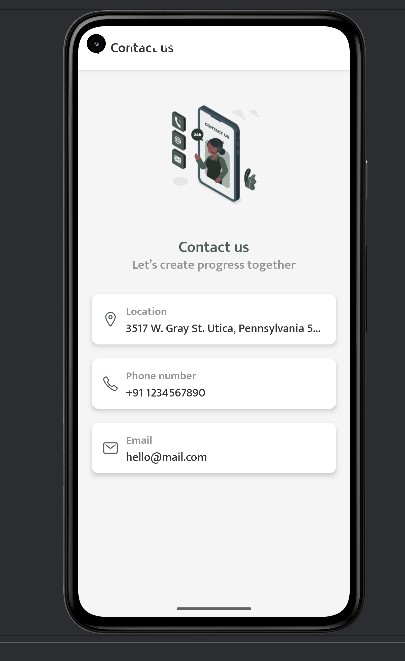 Contact us
CONTACT US
24h
Contact us
Let's create progress together
Location
3517 W. Gray St. Utica, Pennsylvania 5...
Phone number
+91 1234567890
Email
hello@mail.com